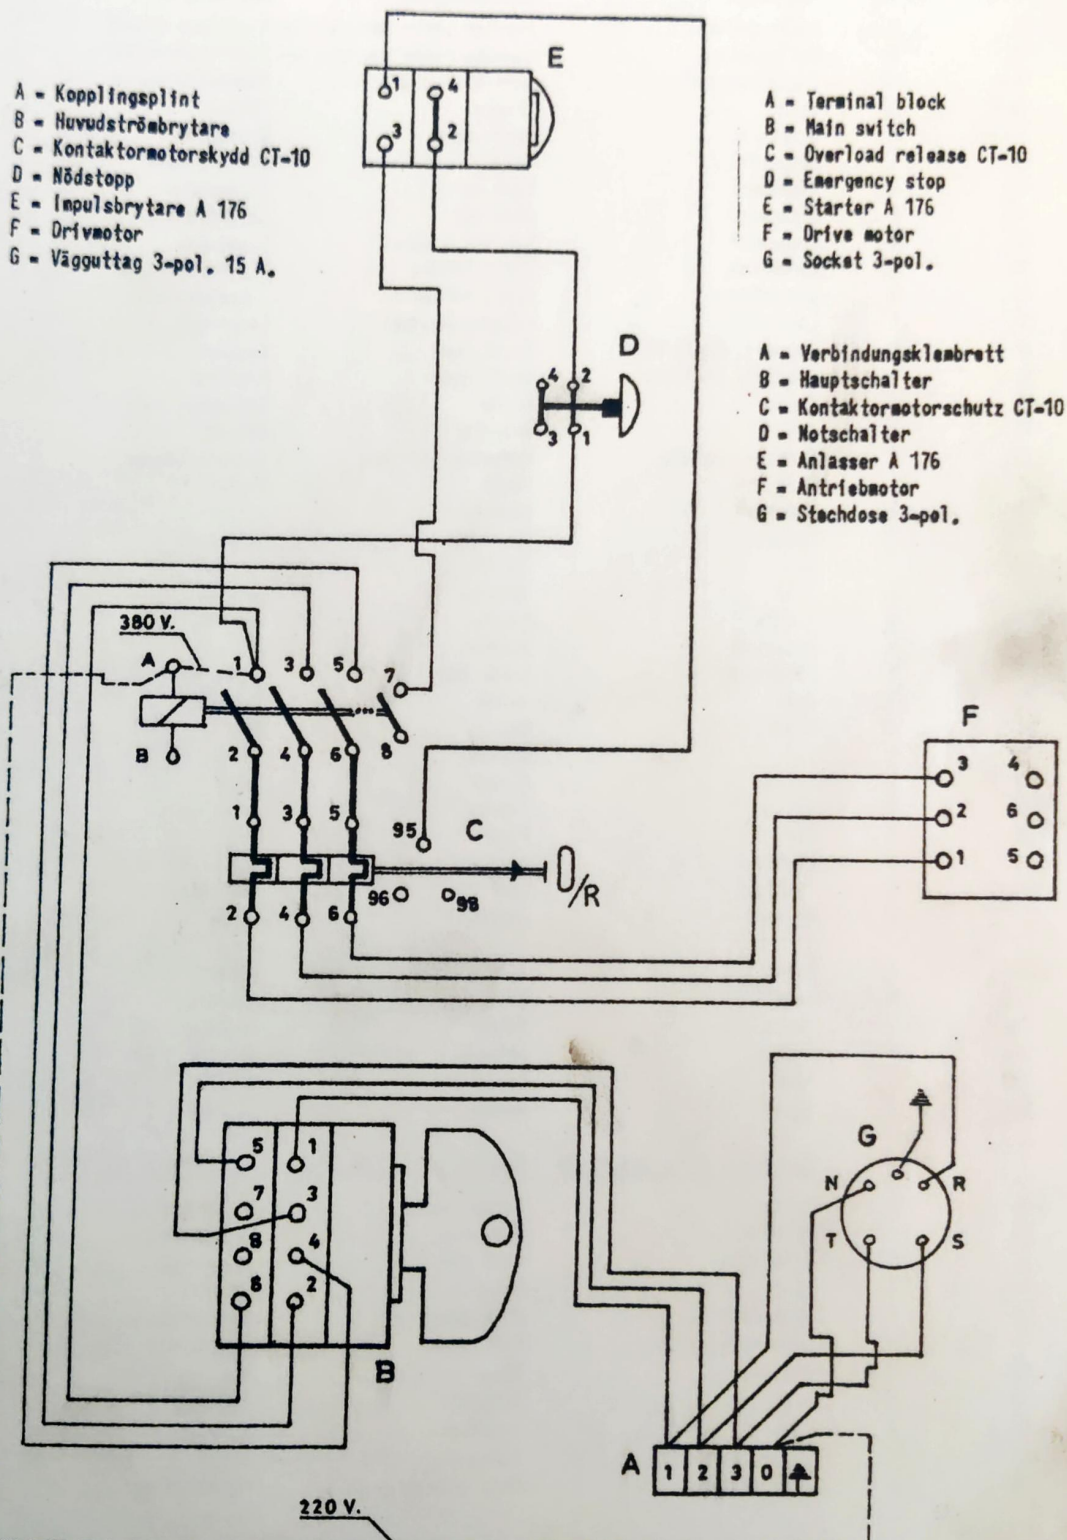 A - Kopplingsplint
B - Huvudströmbrytare
C - Kontaktormotorskydd CT-10
D - Nödstopp
E - Impulsbrytare A 176
F - Drivmotor
G - Vägguttag 3-pol. 15 A.
A - Terminal block
B - Main switch
C - Overload release CT-10
D - Emergency stop
E - Starter A 176
F - Drive motor
G - Socket 3-pol.
A - Verbindungsklembrett
B - Hauptschalter
C - Kontaktormotorschutz CT-10
D - Notschalter
E - Anlasser A 176
F - Antriebmotor
G - Stechdose 3-pol.
E
1 4
3 2
D
4 2
3 1
380 V.
A 1 3 5 7
B 2 4 6 8
1 3 5
95 C
96 98
O/R
2 4 6
F
3 4
2 6
1 5
5 1
7 3
8 4
6 2
B
G
N R
T S
A 1 2 3 0
220 V.